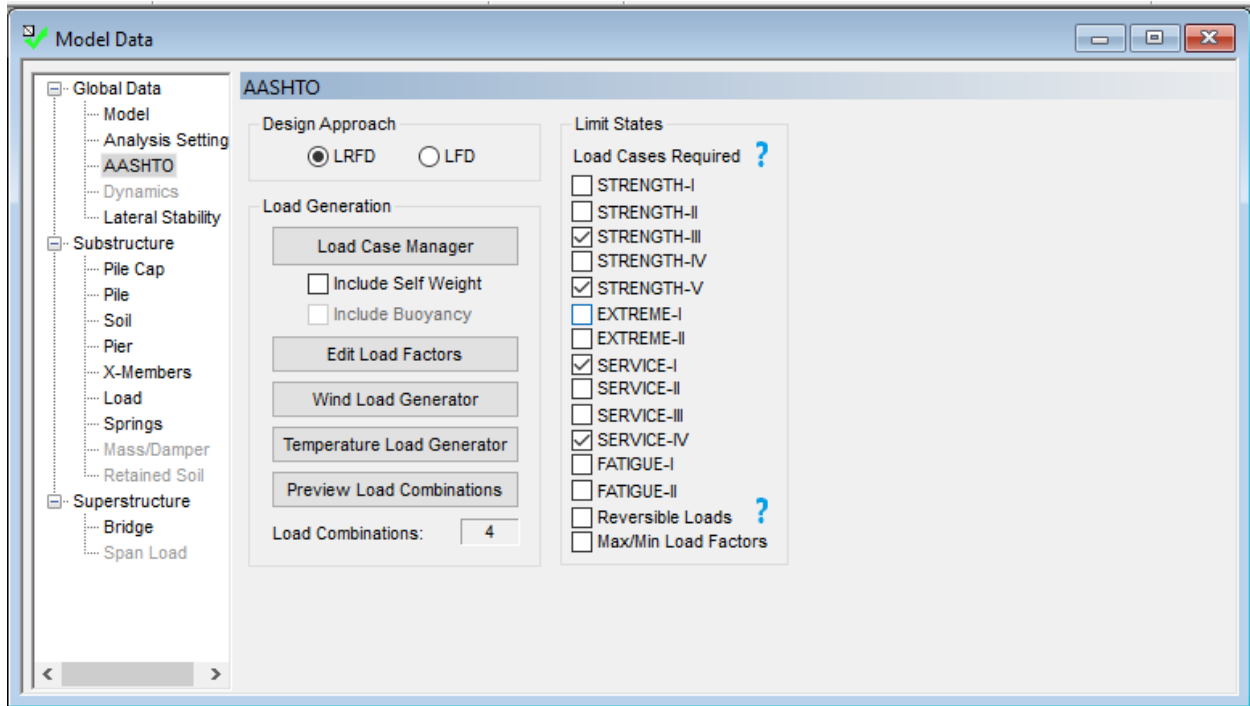 Model Data
Global Data
Model
Analysis Setting
AASHTO
Dynamics
Lateral Stability
Substructure
Pile Cap
Pile
Soil
Pier
X-Members
Load
Springs
Mass/Damper
Retained Soil
Superstructure
Bridge
Span Load
AASHTO
Design Approach
LRFD LFD
Load Generation
Load Case Manager
Include Self Weight
Include Buoyancy
Edit Load Factors
Wind Load Generator
Temperature Load Generator
Preview Load Combinations
Load Combinations: 4
Limit States
Load Cases Required ?
STRENGTH-I
STRENGTH-II
STRENGTH-III
STRENGTH-IV
STRENGTH-V
EXTREME-I
EXTREME-II
SERVICE-I
SERVICE-II
SERVICE-III
SERVICE-IV
FATIGUE-I
FATIGUE-II
Reversible Loads ?
Max/Min Load Factors